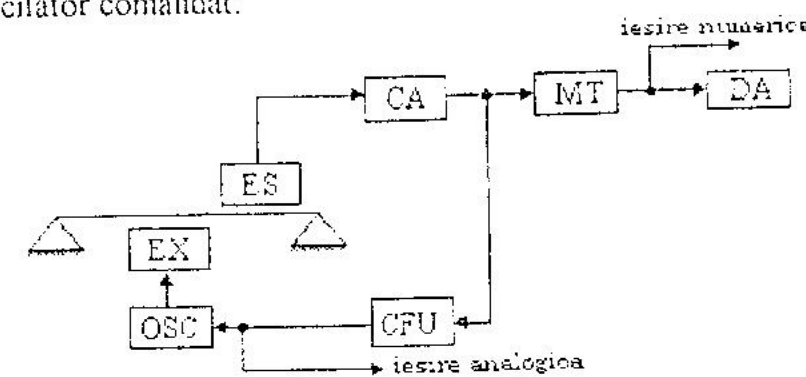 cilator comandat.
iesire numerica
CA
MT
DA
ES
EX
OSC
CFU
iesire analogica